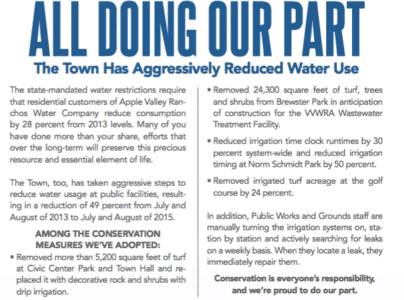 ALL DOING OUR PART
The Town Has Aggressively Reduced Water Use
The state-mandated water restrictions require
that residential customers of Apple Valley Ran-
chos Water Company reduce consumption
by 28 percent from 2013 levels. Many of you
have done more than your share, efforts that
over the long-term will preserve this precious
resource and essential element of life.
The Town, too, has taken aggressive steps to
reduce water usage at public facilities, result-
ing in a reduction of 49 percent from July and
August of 2013 to July and August of 2015.
AMONG THE CONSERVATION
MEASURES WE'VE ADOPTED:
• Removed more than 5,200 square feet of turf
at Civic Center Park and Town Hall and re-
placed it with decorative rock and shrubs with
drip irrigation.
• Removed 24,300 square feet of turf, trees
and shrubs from Brewster Park in anticipation
of construction for the VVWRA Wastewater
Treatment Facility.
• Reduced irrigation time clock runtimes by 30
percent system-wide and reduced irrigation
timing at Norm Schmidt Park by 50 percent.
• Removed irrigated turf acreage at the golf
course by 24 percent.
In addition, Public Works and Grounds staff are
manually turning the irrigation systems on, sta-
tion by station and actively searching for leaks
on a weekly basis. When they locate a leak, they
immediately repair them.
Conservation is everyone's responsibility,
and we're proud to do our part.